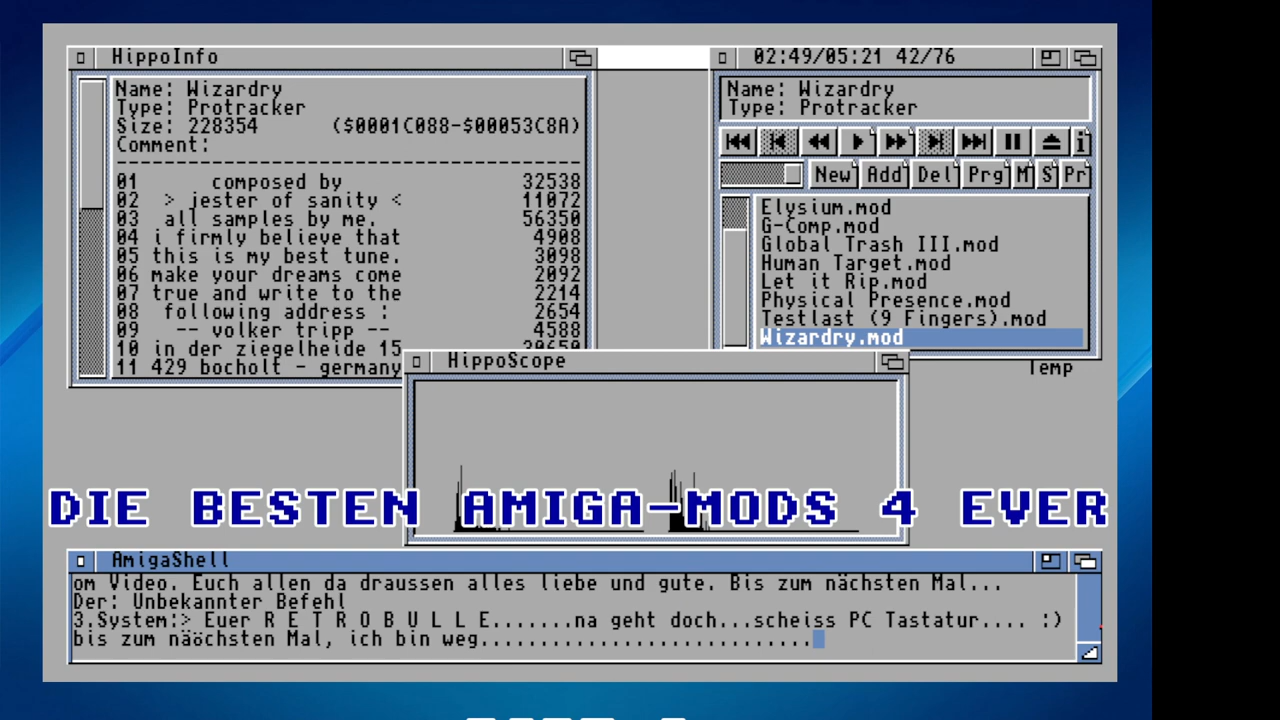 HippoInfo
Name: Wizardry
Type: Protracker
Size: 228354 ($0001C088-$00053C8A)
Comment:
--------------------------------------
01 composed by 32538
02 > jester of sanity < 11072
03 all samples by me. 56350
04 i firmly believe that 4908
05 this is my best tune. 3098
06 make your dreams come 2092
07 true and write to the 2214
08 following address : 2654
09 -- volker tripp -- 4588
10 in der ziegelheide 15
11 429 bocholt - germany
02:49/05:21 42/76
Name: Wizardry
Type: Protracker
i
New Add Del Prg M S Pr
Elysium.mod
G-Comp.mod
Global Trash III.mod
Human Target.mod
Let it Rip.mod
Physical Presence.mod
Testlast (9 Fingers).mod
Wizardry.mod
Temp
HippoScope
DIE BESTEN AMIGA-MODS 4 EVER
AmigaShell
om Video. Euch allen da draussen alles liebe und gute. Bis zum nächsten Mal...
Der: Unbekannter Befehl
3.System:> Euer R E T R O B U L L E.......na geht doch...scheiss PC Tastatur.... :)
bis zum näöchsten Mal, ich bin weg............................